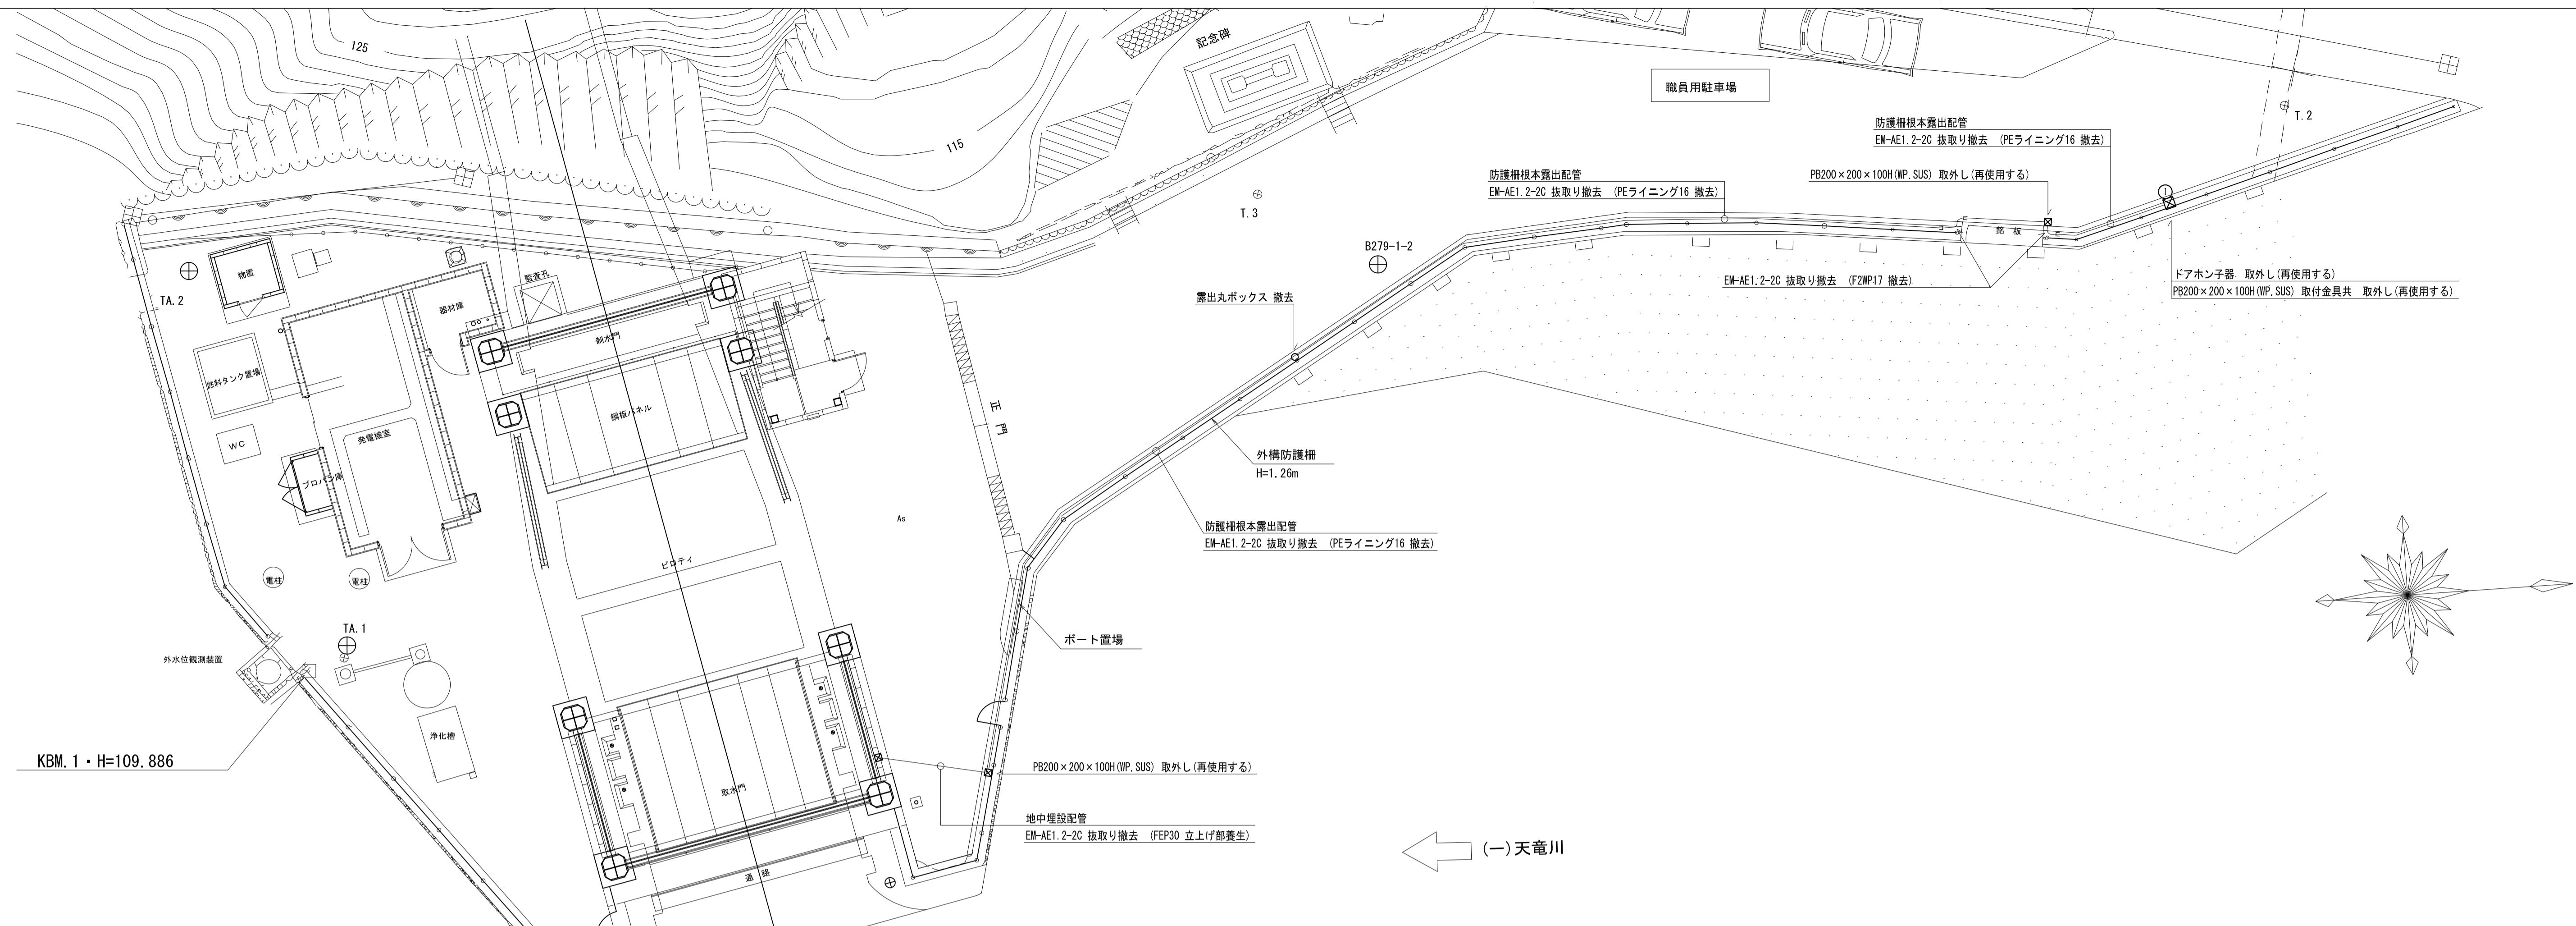 125
記念碑
職員用駐車場
T.2
115
防護柵根本露出配管
EM-AE1.2-2C 抜取り撤去 (PEライニング16 撤去)
防護柵根本露出配管
EM-AE1.2-2C 抜取り撤去 (PEライニング16 撤去)
PB200×200×100H(WP.SUS) 取外し(再使用する)
T.3
銘 板
B279-1-2
EM-AE1.2-2C 抜取り撤去 (F2WP17 撤去)
ドアホン子器 取外し(再使用する)
PB200×200×100H(WP.SUS) 取付金具共 取外し(再使用する)
露出丸ボックス 撤去
物置
TA.2
監査孔
器材庫
制水門
燃料タンク置場
鋼板パネル
正 門
WC
発電機室
プロパン庫
外構防護柵
H=1.26m
As
防護柵根本露出配管
EM-AE1.2-2C 抜取り撤去 (PEライニング16 撤去)
ピロティ
電柱
電柱
TA.1
ボート置場
外水位観測装置
浄化槽
KBM.1・H=109.886
取水門
PB200×200×100H(WP.SUS) 取外し(再使用する)
地中埋設配管
EM-AE1.2-2C 抜取り撤去 (FEP30 立上げ部養生)
(一)天竜川
通 路